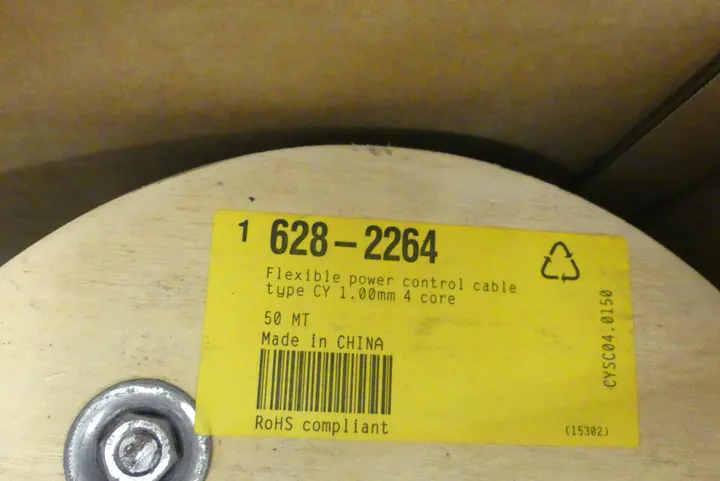 1 628-2264
Flexible power control cable
type CY 1.00mm 4 core
50 MT
Made in CHINA
RoHS compliant
(15302)
CYSC04.0150